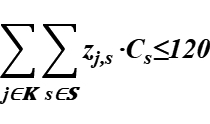 ∑_{j∈K} ∑_{s∈S} z_{j,s} · C_s ≤ 120